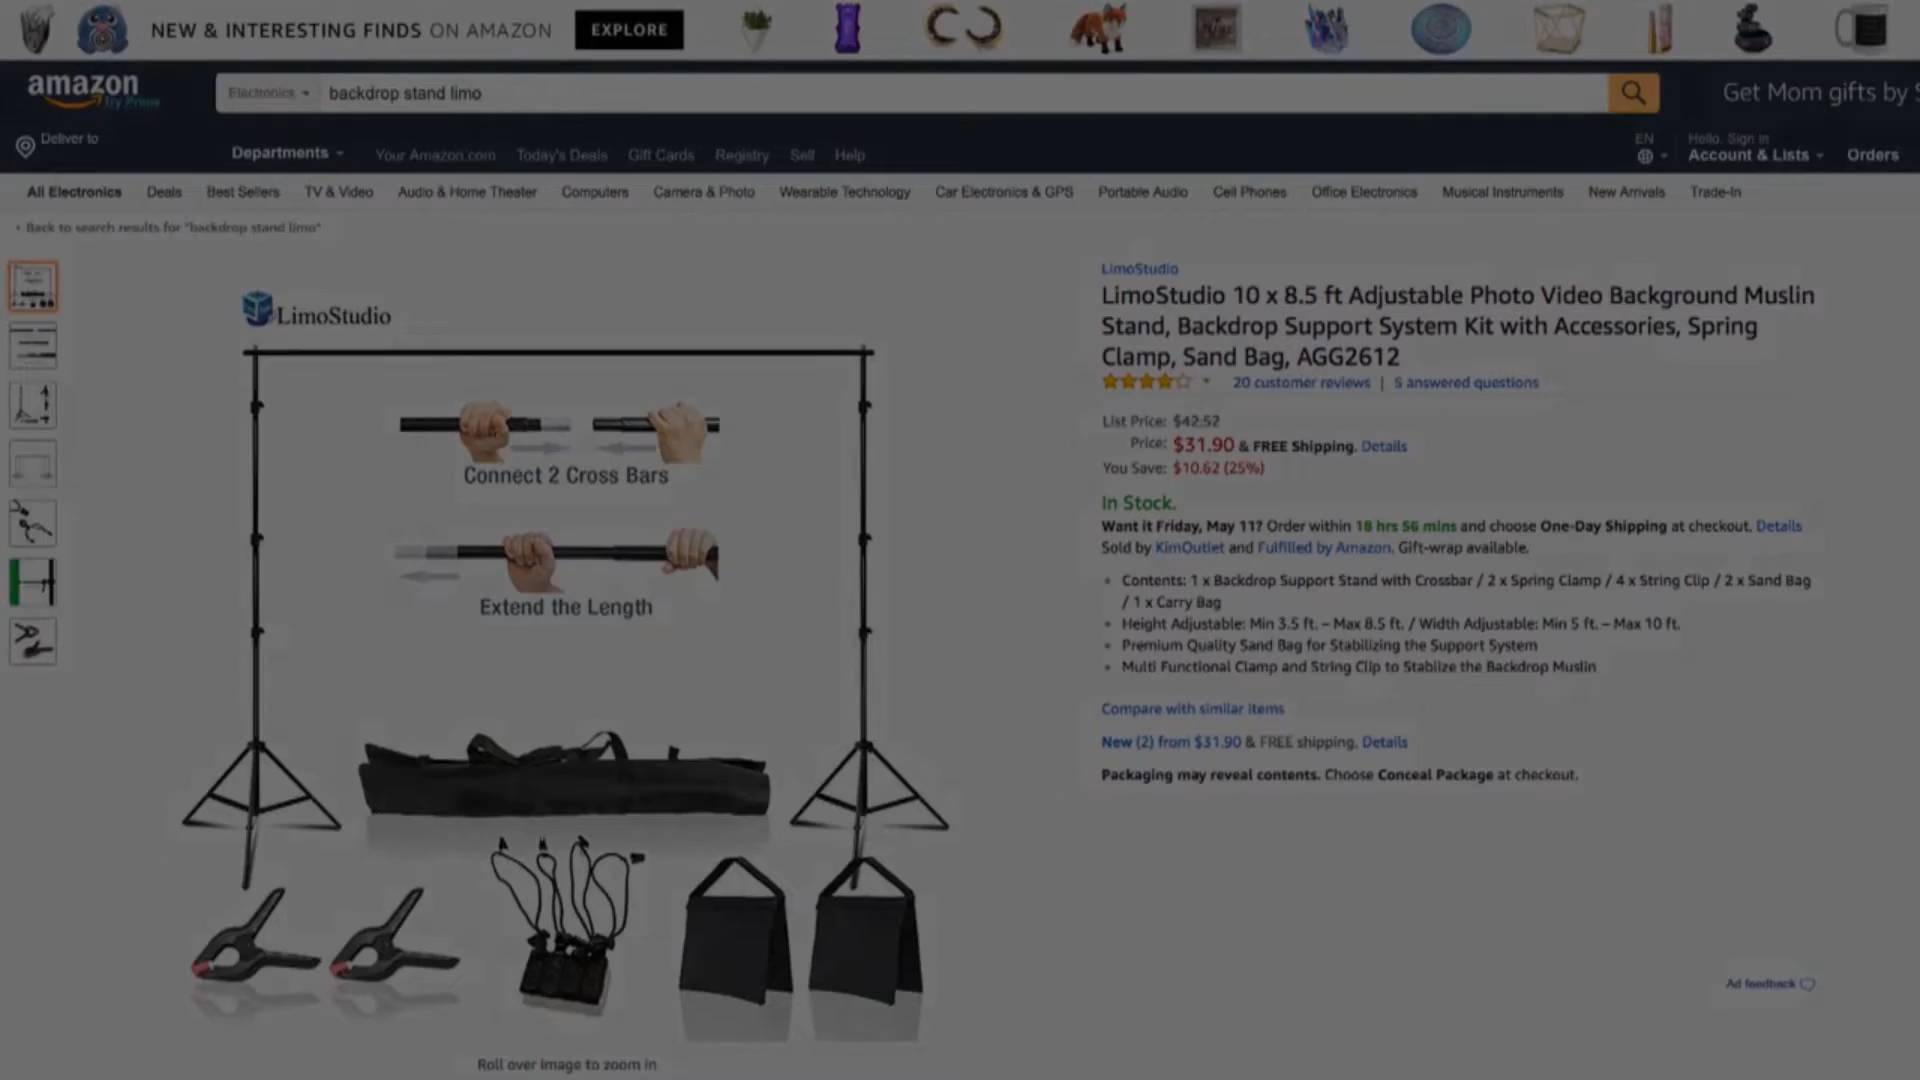 NEW & INTERESTING FINDS ON AMAZON EXPLORE
amazon
Try Prime
Electronics
backdrop stand limo
Get Mom gifts by
Deliver to
Departments
Your Amazon.com
Today's Deals
Gift Cards
Registry
Sell
Help
EN
Hello. Sign in
Account & Lists
Orders
All Electronics
Deals
Best Sellers
TV & Video
Audio & Home Theater
Computers
Camera & Photo
Wearable Technology
Car Electronics & GPS
Portable Audio
Cell Phones
Office Electronics
Musical Instruments
New Arrivals
Trade-In
‹ Back to search results for "backdrop stand limo"
LimoStudio
Connect 2 Cross Bars
Extend the Length
Roll over image to zoom in
LimoStudio
LimoStudio 10 x 8.5 ft Adjustable Photo Video Background Muslin
Stand, Backdrop Support System Kit with Accessories, Spring
Clamp, Sand Bag, AGG2612
20 customer reviews | 5 answered questions
List Price: $42.52
Price: $31.90 & FREE Shipping. Details
You Save: $10.62 (25%)
In Stock.
Want it Friday, May 11? Order within 18 hrs 56 mins and choose One-Day Shipping at checkout. Details
Sold by KimOutlet and Fulfilled by Amazon. Gift-wrap available.
• Contents: 1 x Backdrop Support Stand with Crossbar / 2 x Spring Clamp / 4 x String Clip / 2 x Sand Bag
/ 1 x Carry Bag
• Height Adjustable: Min 3.5 ft. – Max 8.5 ft. / Width Adjustable: Min 5 ft. – Max 10 ft.
• Premium Quality Sand Bag for Stabilizing the Support System
• Multi Functional Clamp and String Clip to Stablize the Backdrop Muslin
Compare with similar items
New (2) from $31.90 & FREE shipping. Details
Packaging may reveal contents. Choose Conceal Package at checkout.
Ad feedback